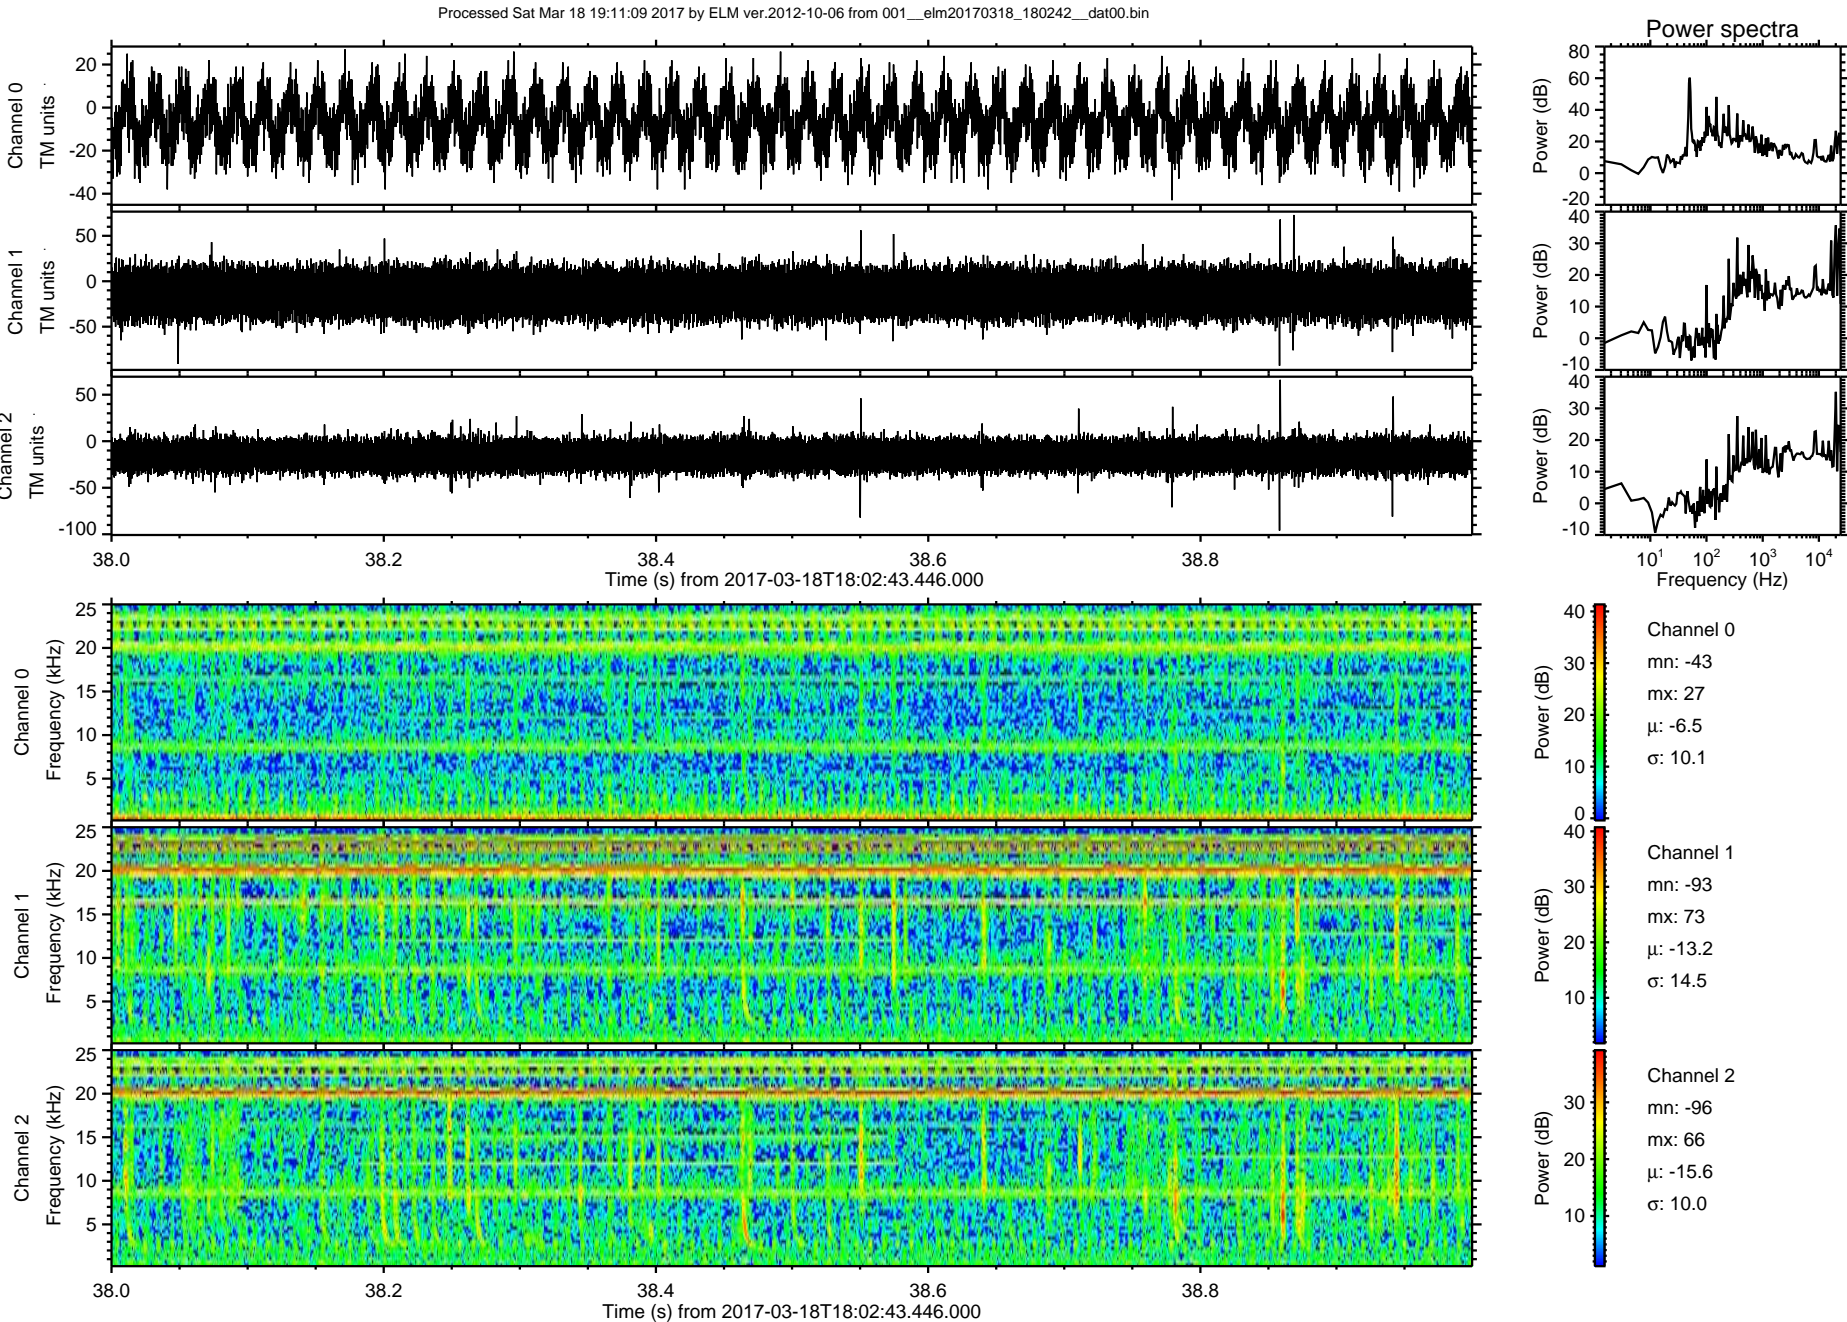 Processed Sat Mar 18 19:11:09 2017 by ELM ver.2012-10-06 from 001__elm20170318_180242__dat00.bin
Power spectra
Channel 0
TM units
20
0
-20
-40
Power (dB)
80
60
40
20
0
-20
Channel 1
TM units
50
0
-50
Power (dB)
40
30
20
10
0
-10
Channel 2
TM units
50
0
-50
-100
Power (dB)
40
30
20
10
0
-10
38.0 38.2 38.4 38.6 38.8
Time (s) from 2017-03-18T18:02:43.446.000
10^1 10^2 10^3 10^4
Frequency (Hz)
Channel 0
Frequency (kHz)
25
20
15
10
5
Power (dB)
40
30
20
10
0
Channel 0
mn: -43
mx: 27
μ: -6.5
σ: 10.1
Channel 1
Frequency (kHz)
25
20
15
10
5
Power (dB)
40
30
20
10
Channel 1
mn: -93
mx: 73
μ: -13.2
σ: 14.5
Channel 2
Frequency (kHz)
25
20
15
10
5
Power (dB)
30
20
10
Channel 2
mn: -96
mx: 66
μ: -15.6
σ: 10.0
38.0 38.2 38.4 38.6 38.8
Time (s) from 2017-03-18T18:02:43.446.000